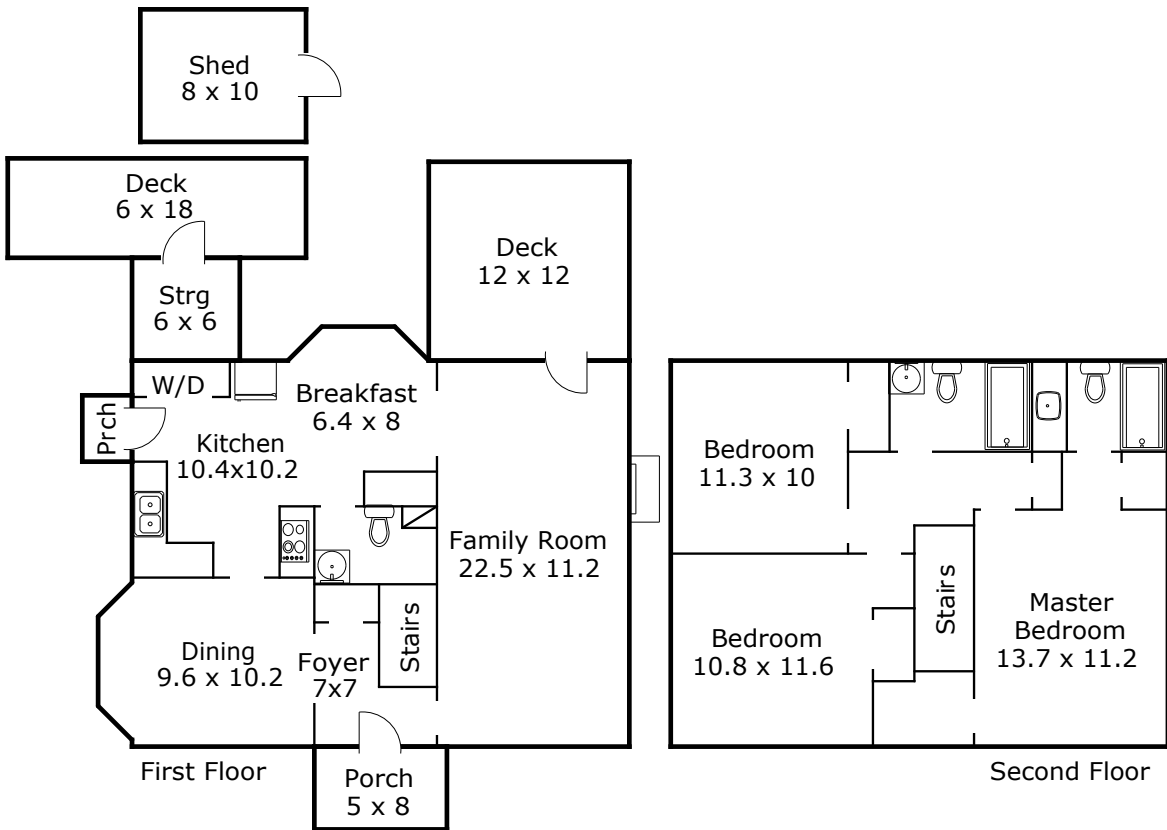 Shed
8 x 10
Deck
6 x 18
Deck
12 x 12
Strg
6 x 6
W/D
Breakfast
6.4 x 8
Prch
Kitchen
10.4x10.2
Family Room
22.5 x 11.2
Stairs
Dining
9.6 x 10.2
Foyer
7x7
First Floor
Porch
5 x 8
Bedroom
11.3 x 10
Stairs
Bedroom
10.8 x 11.6
Master
Bedroom
13.7 x 11.2
Second Floor